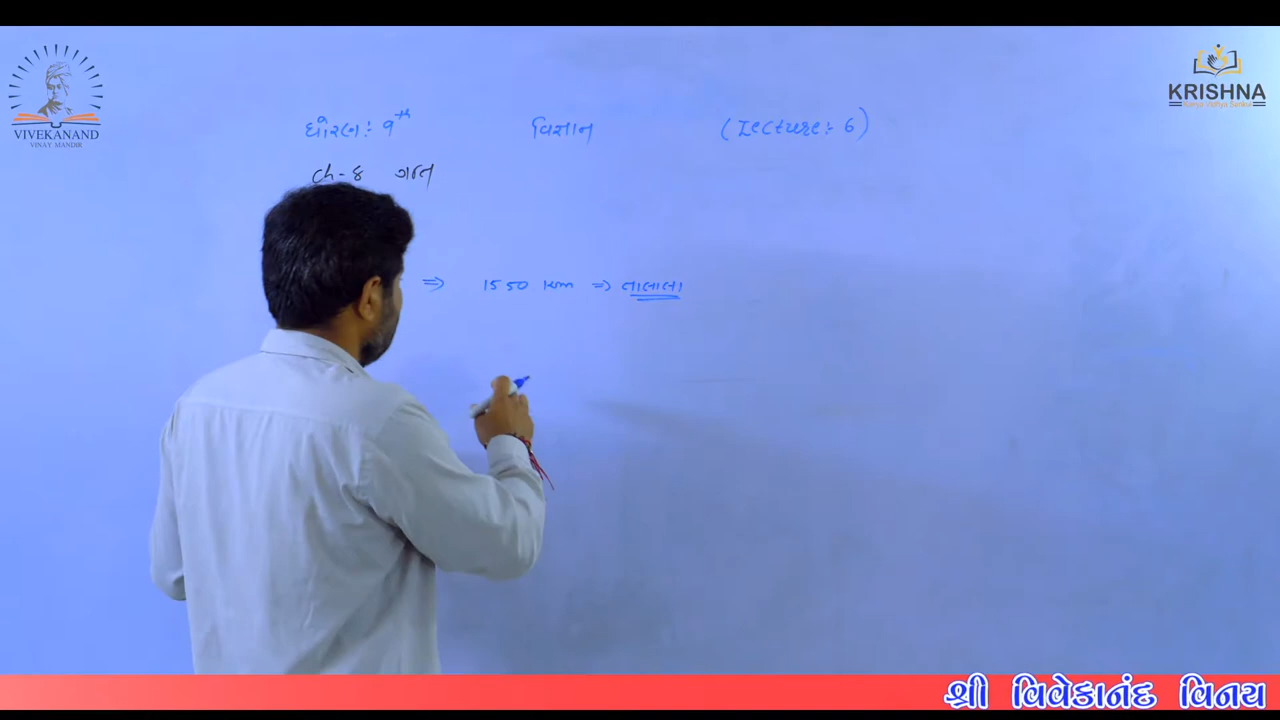 VIVEKANAND
VINAY MANDIR
KRISHNA
ધોરણ:- 9th વિજ્ઞાન (Lecture:- 6)
ch-8 ગતિ
⇒ 1550 km ⇒ તાલાલા
શ્રી વિવેકાનંદ વિનય